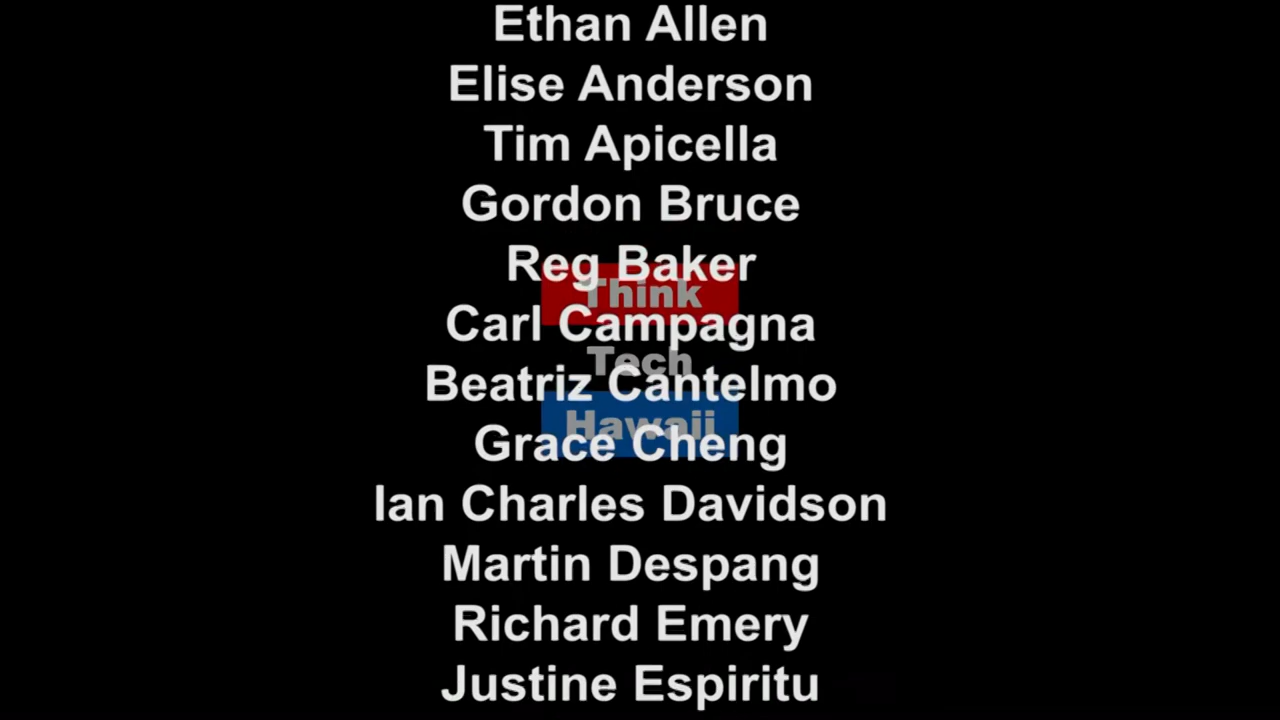 Ethan Allen
Elise Anderson
Tim Apicella
Gordon Bruce
Reg Baker
Think
Carl Campagna
Tech
Beatriz Cantelmo
Hawaii
Grace Cheng
Ian Charles Davidson
Martin Despang
Richard Emery
Justine Espiritu